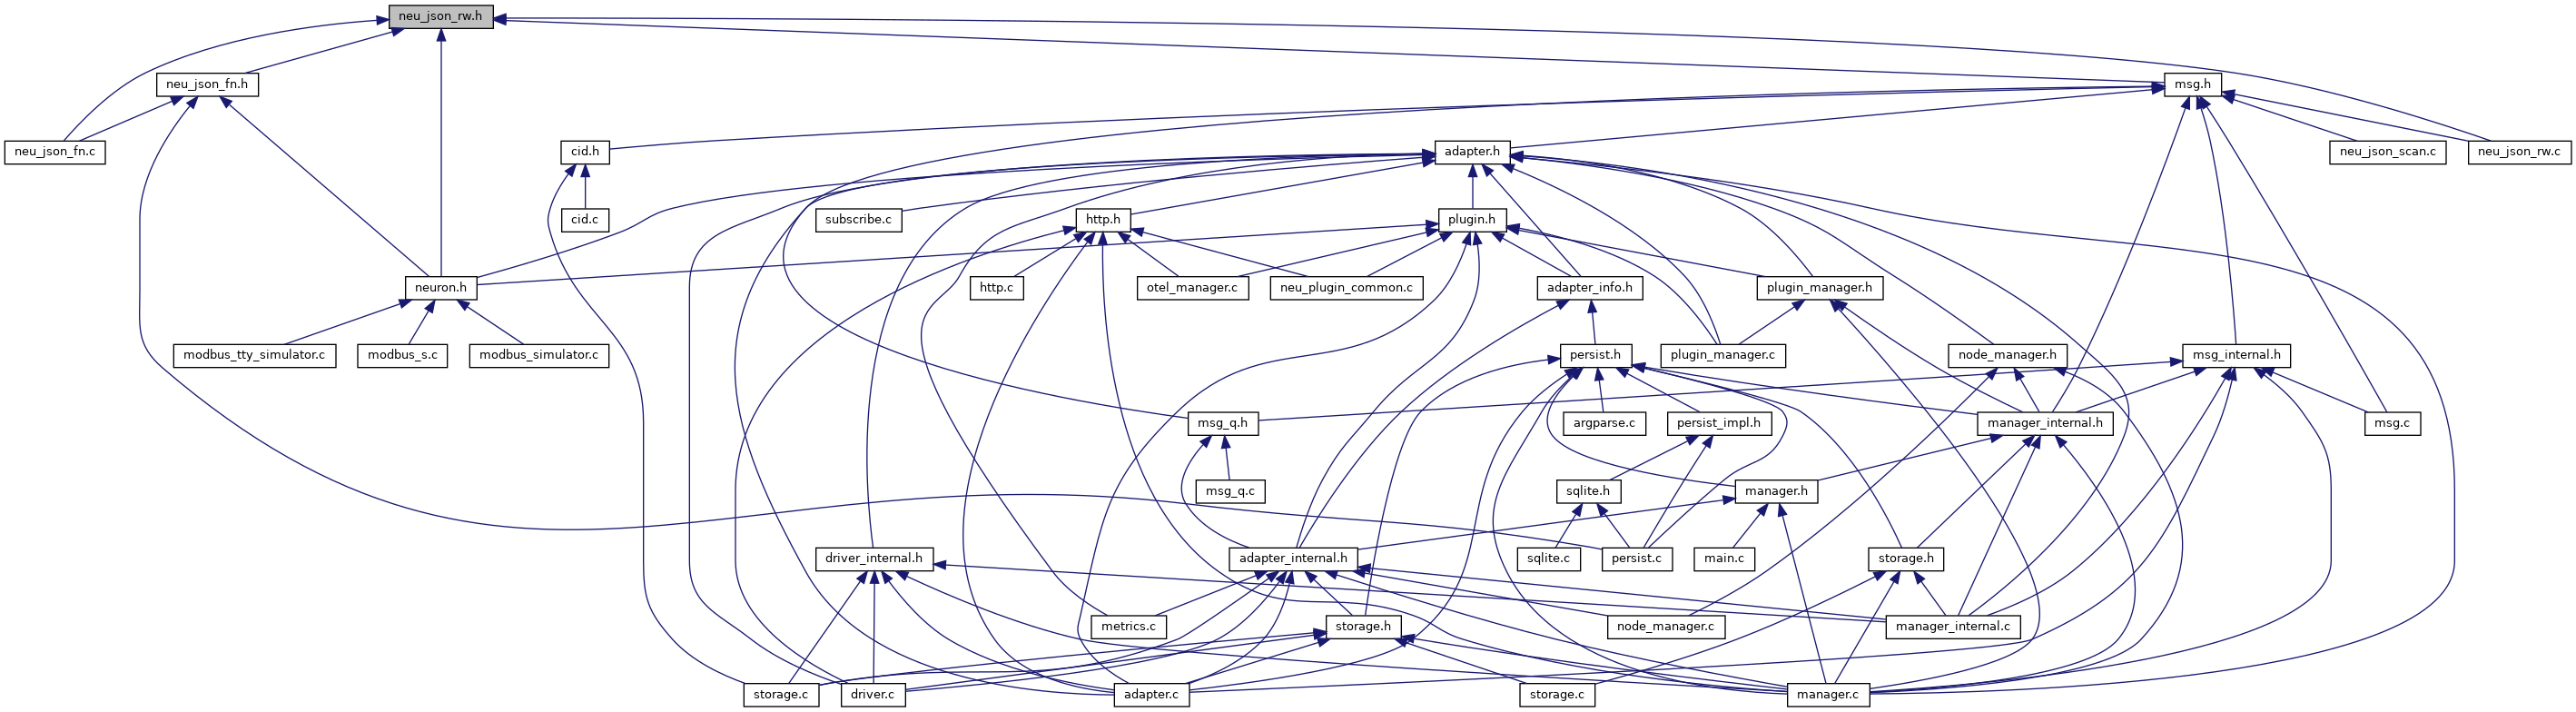 neu_json_rw.h
neu_json_fn.h
msg.h
neu_json_fn.c
cid.h
adapter.h
neu_json_scan.c
neu_json_rw.c
subscribe.c
cid.c
http.h
plugin.h
neuron.h
http.c
otel_manager.c
neu_plugin_common.c
adapter_info.h
plugin_manager.h
modbus_tty_simulator.c
modbus_s.c
modbus_simulator.c
persist.h
plugin_manager.c
node_manager.h
msg_internal.h
msg_q.h
argparse.c
persist_impl.h
manager_internal.h
msg.c
msg_q.c
sqlite.h
manager.h
driver_internal.h
adapter_internal.h
sqlite.c
persist.c
main.c
storage.h
metrics.c
storage.h
node_manager.c
manager_internal.c
storage.c
driver.c
adapter.c
storage.c
manager.c